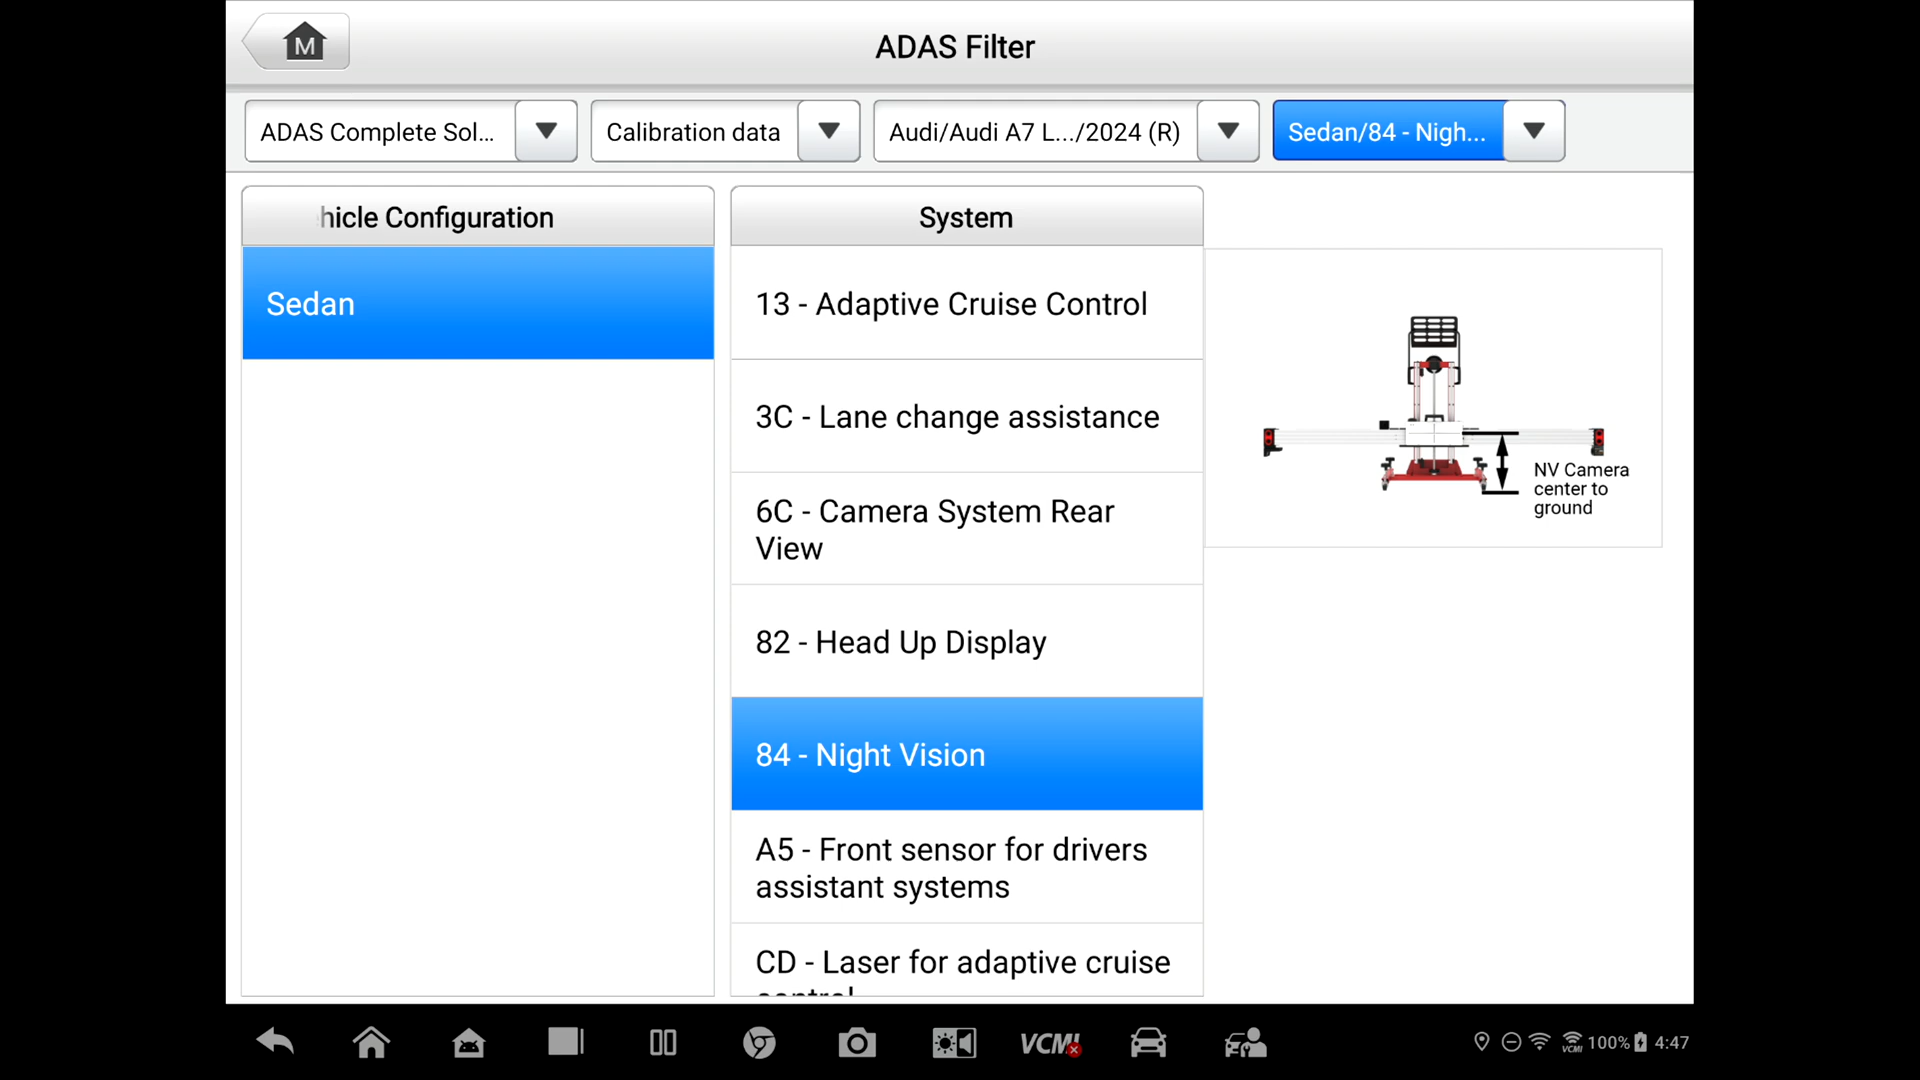 M
ADAS Filter
ADAS Complete Sol...
Calibration data
Audi/Audi A7 L.../2024 (R)
Sedan/84 - Nigh...
hicle Configuration
System
Sedan
13 - Adaptive Cruise Control
3C - Lane change assistance
6C - Camera System Rear
View
82 - Head Up Display
84 - Night Vision
A5 - Front sensor for drivers
assistant systems
CD - Laser for adaptive cruise
control
NV Camera
center to
ground
VCMI
VCMI
100%
4:47